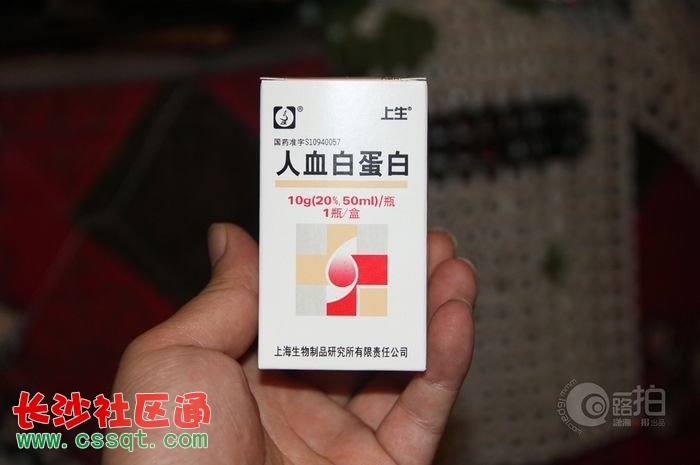 ® 上生®
国药准字S10940057
人血白蛋白
10g(20%,50ml)/瓶
1瓶/盒
上海生物制品研究所有限责任公司
长沙社区通
www.cssqt.com
路拍